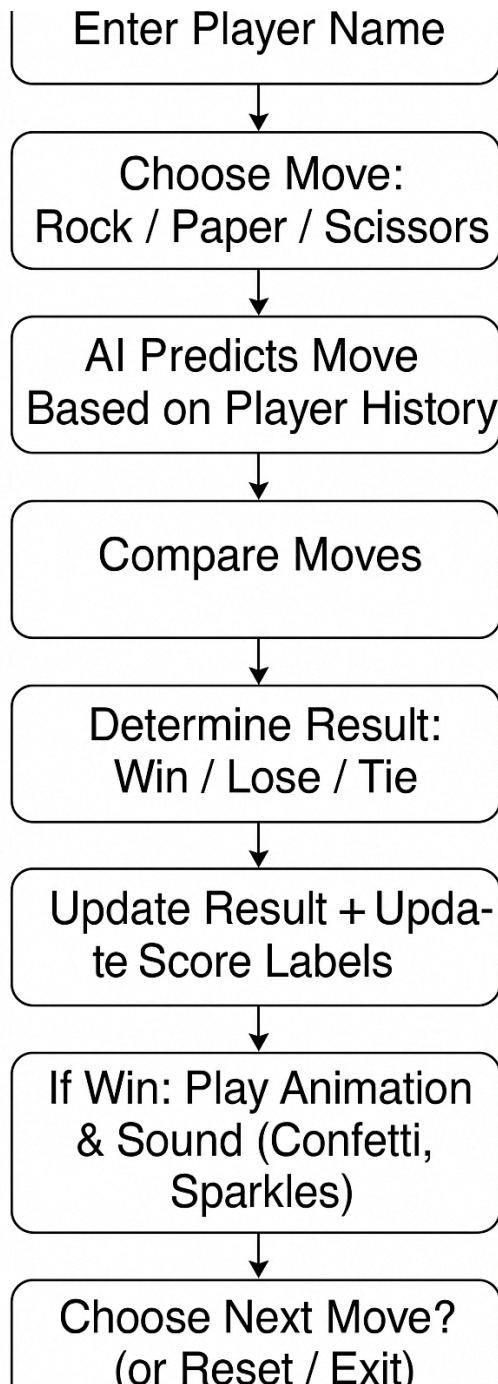 Enter Player Name
Choose Move:
Rock / Paper / Scissors
AI Predicts Move
Based on Player History
Compare Moves
Determine Result:
Win / Lose / Tie
Update Result + Upda-
te Score Labels
If Win: Play Animation
& Sound (Confetti,
Sparkles)
Choose Next Move?
(or Reset / Exit)